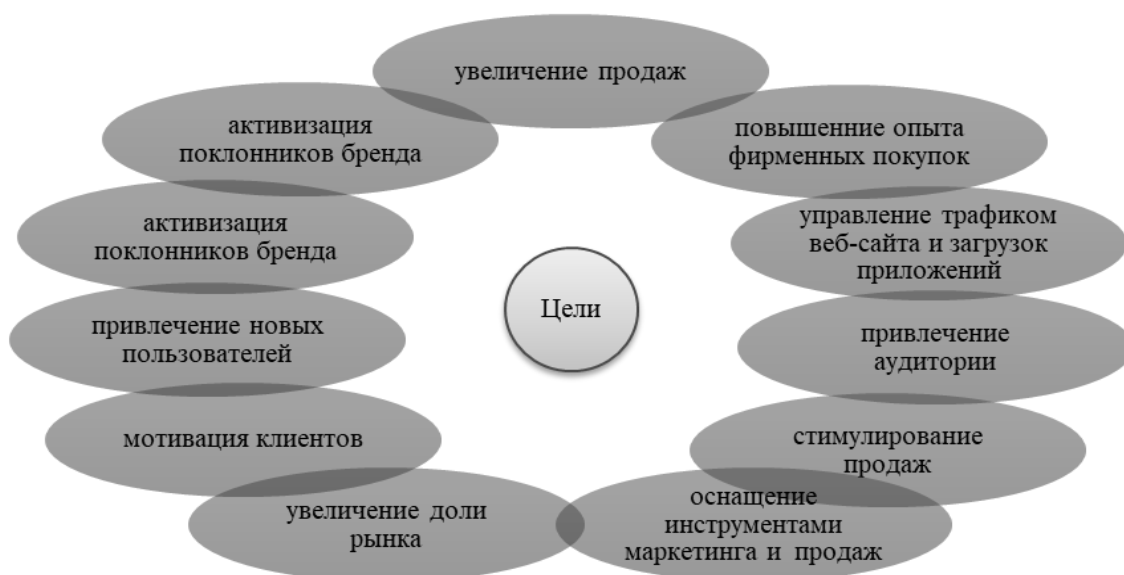 увеличение продаж
повышенние опыта
фирменных покупок
управление трафиком
веб-сайта и загрузок
приложений
привлечение
аудитории
стимулирование
продаж
оснащение
инструментами
маркетинга и продаж
увеличение доли
рынка
мотивация клиентов
привлечение новых
пользователей
активизация
поклонников бренда
активизация
поклонников бренда
Цели